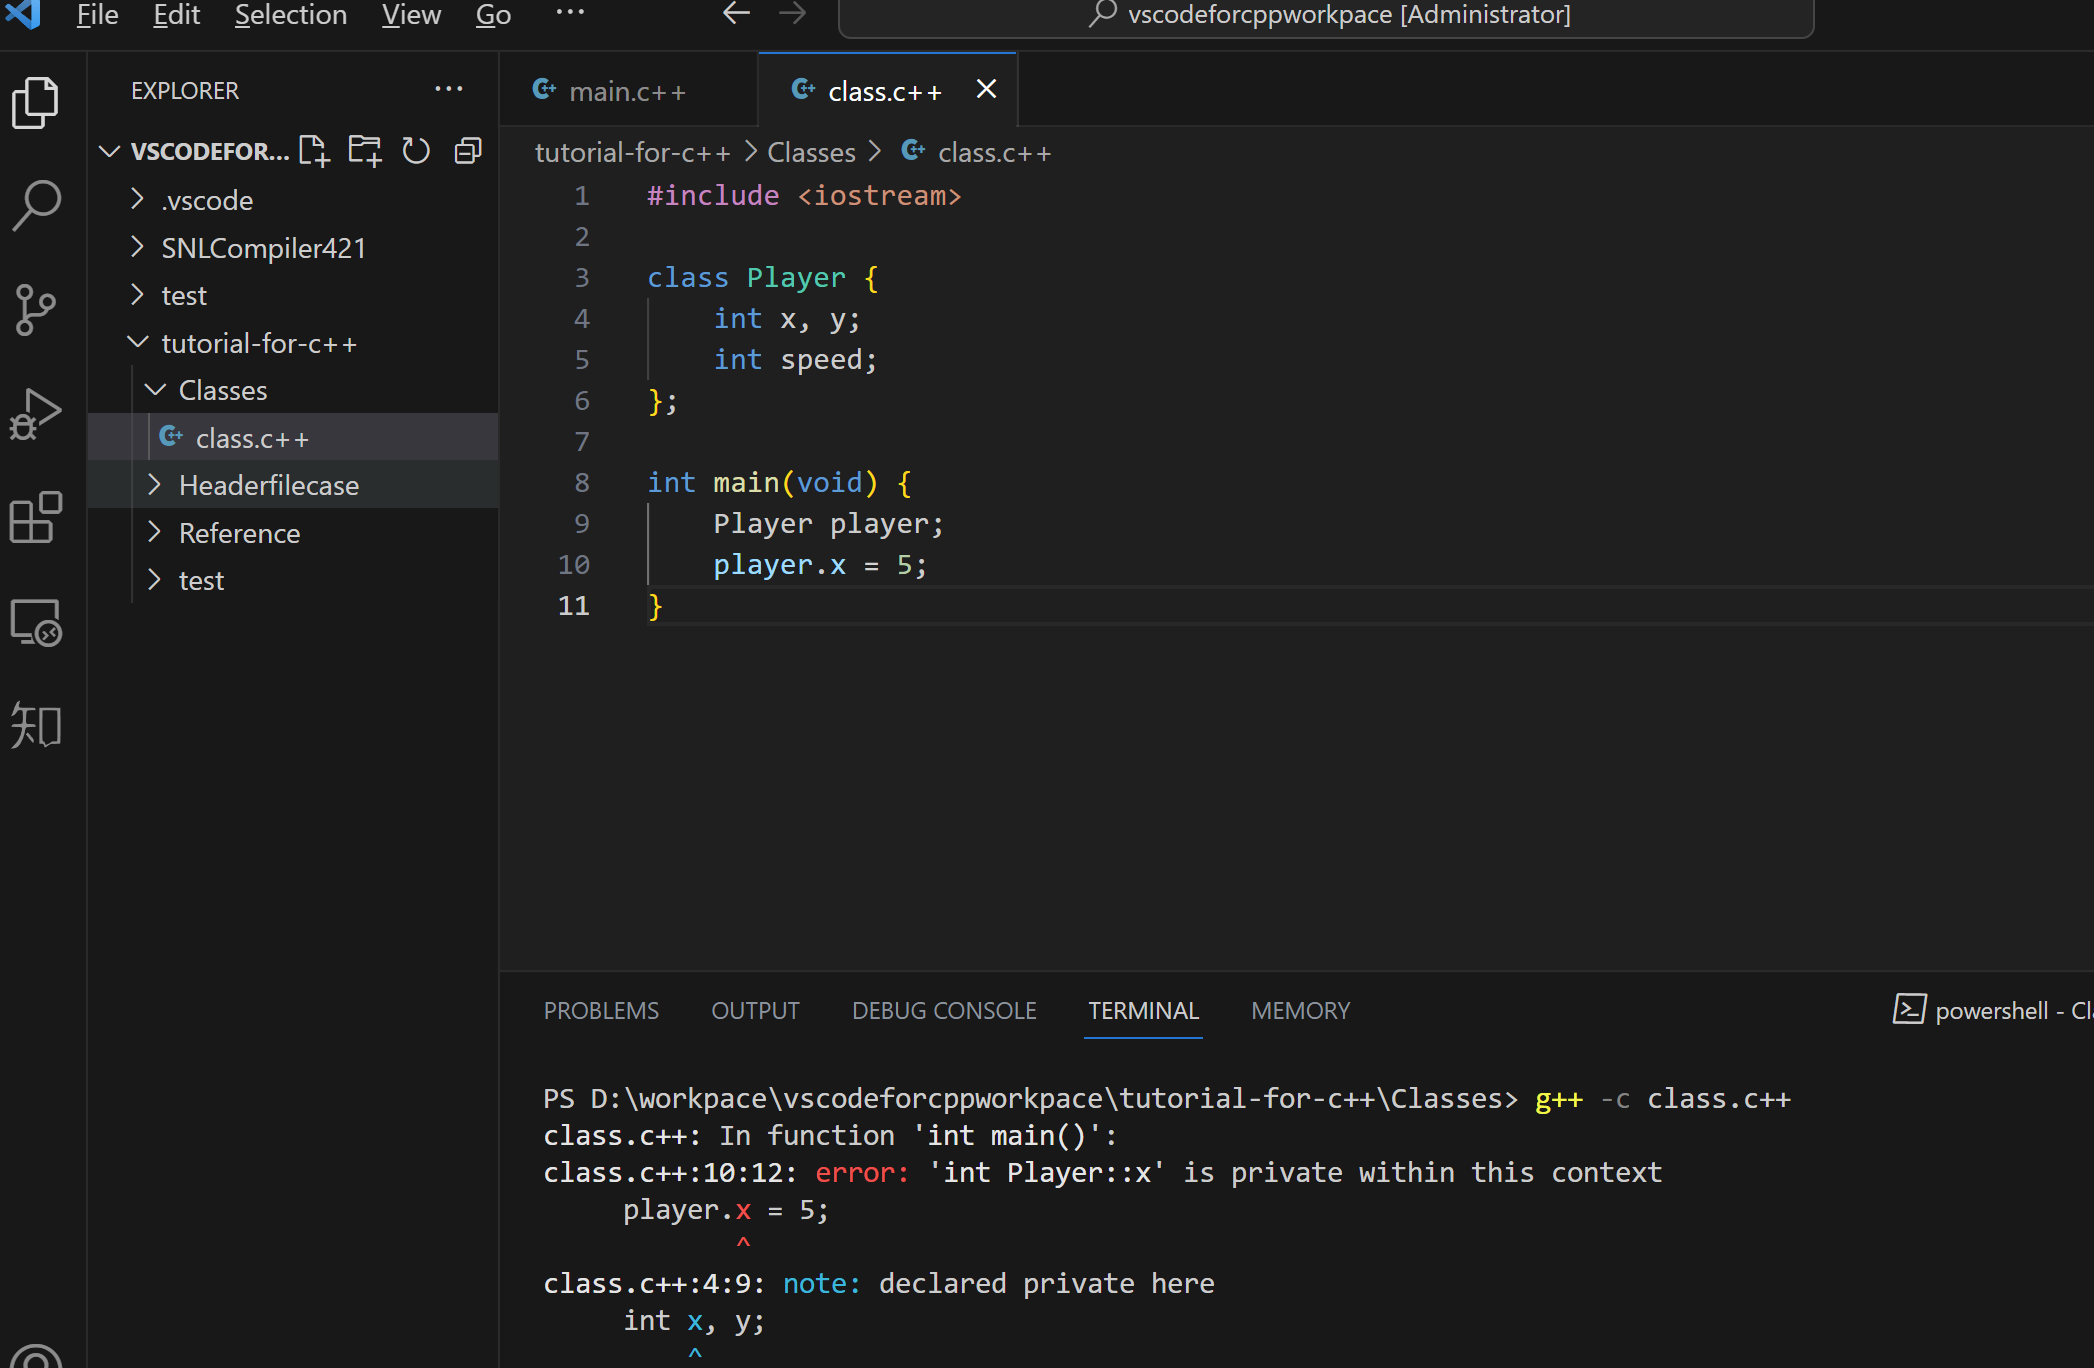 File Edit Selection View Go ···
vscodeforcppworkpace [Administrator]
EXPLORER ···
VSCODEFOR...
.vscode
SNLCompiler421
test
tutorial-for-c++
Classes
class.c++
Headerfilecase
Reference
test
知
main.c++ class.c++
tutorial-for-c++ > Classes > class.c++
1 #include <iostream>
2
3 class Player {
4 int x, y;
5 int speed;
6 };
7
8 int main(void) {
9 Player player;
10 player.x = 5;
11 }
PROBLEMS OUTPUT DEBUG CONSOLE TERMINAL MEMORY
powershell - Cl
PS D:\workpace\vscodeforcppworkpace\tutorial-for-c++\Classes> g++ -c class.c++
class.c++: In function 'int main()':
class.c++:10:12: error: 'int Player::x' is private within this context
player.x = 5;
^
class.c++:4:9: note: declared private here
int x, y;
^